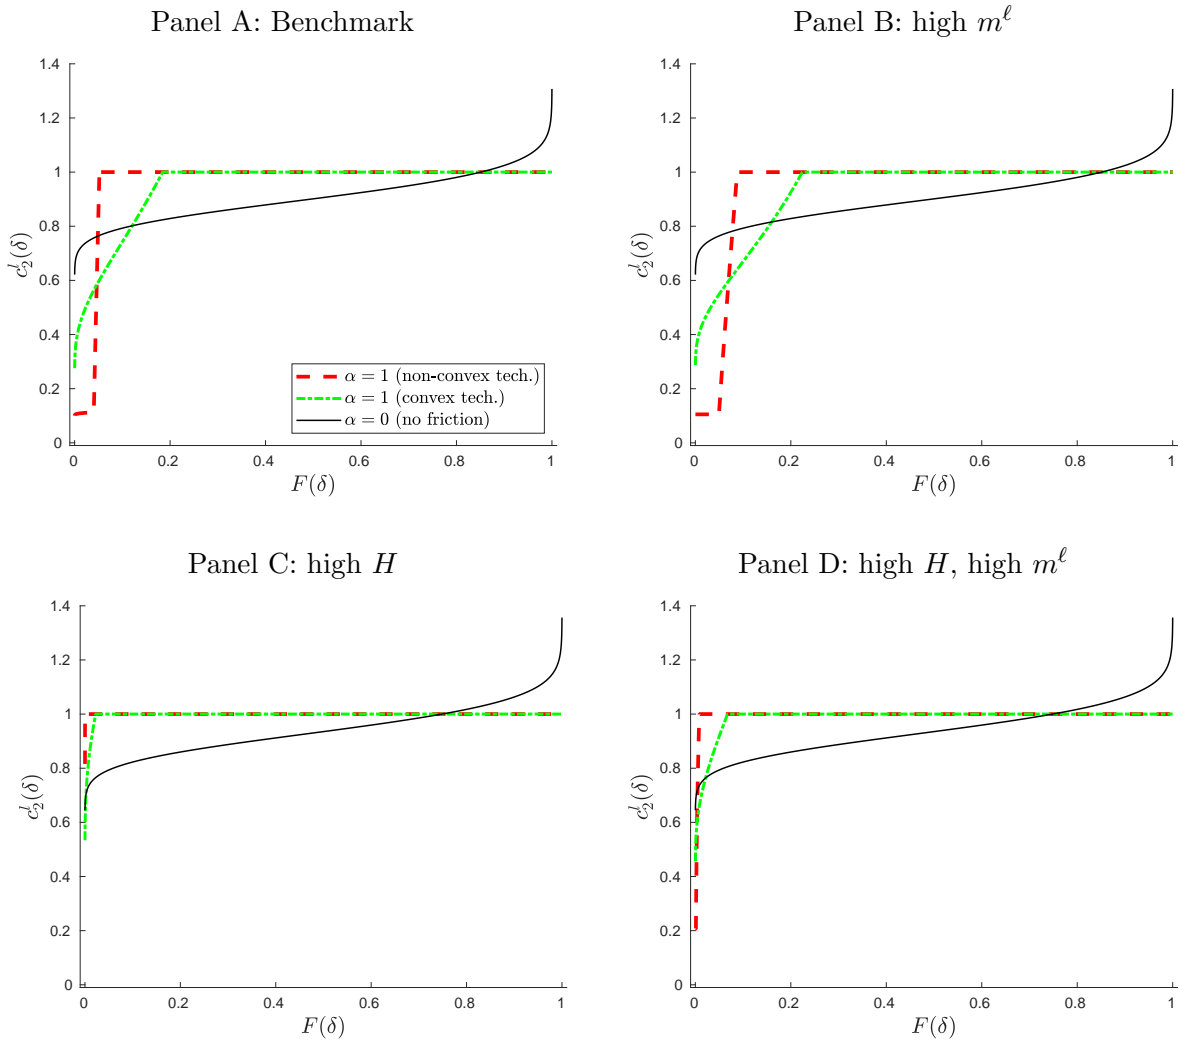 Panel A: Benchmark
1.4
1.2
1
0.8
0.6
0.4
0.2
0
c₂ˡ(δ)
α = 1 (non-convex tech.)
α = 1 (convex tech.)
α = 0 (no friction)
0 0.2 0.4 0.6 0.8 1
F(δ)
Panel B: high mˡ
1.4
1.2
1
0.8
0.6
0.4
0.2
0
c₂ˡ(δ)
0 0.2 0.4 0.6 0.8 1
F(δ)
Panel C: high H
1.4
1.2
1
0.8
0.6
0.4
0.2
0
c₂ˡ(δ)
0 0.2 0.4 0.6 0.8 1
F(δ)
Panel D: high H, high mˡ
1.4
1.2
1
0.8
0.6
0.4
0.2
0
c₂ˡ(δ)
0 0.2 0.4 0.6 0.8 1
F(δ)